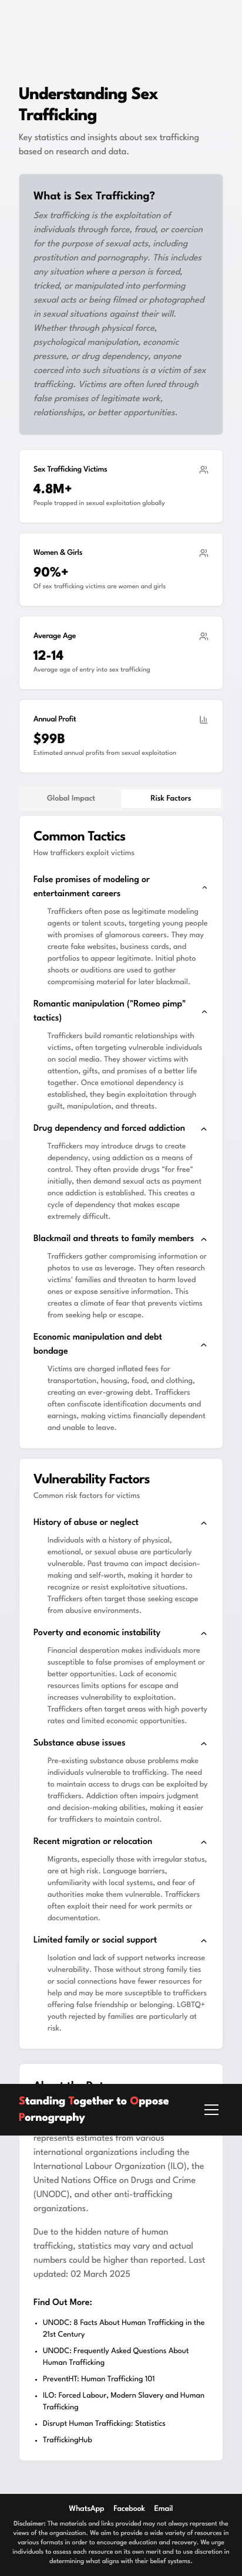 Understanding Sex
Trafficking
Key statistics and insights about sex trafficking
based on research and data.
What is Sex Trafficking?
Sex trafficking is the exploitation of
individuals through force, fraud, or coercion
for the purpose of sexual acts, including
prostitution and pornography. This includes
any situation where a person is forced,
tricked, or manipulated into performing
sexual acts or being filmed or photographed
in sexual situations against their will.
Whether through physical force,
psychological manipulation, economic
pressure, or drug dependency, anyone
coerced into such situations is a victim of sex
trafficking. Victims are often lured through
false promises of legitimate work,
relationships, or better opportunities.
Sex Trafficking Victims
4.8M+
People trapped in sexual exploitation globally
Women & Girls
90%+
Of sex trafficking victims are women and girls
Average Age
12-14
Average age of entry into sex trafficking
Annual Profit
$99B
Estimated annual profits from sexual exploitation
Global Impact
Risk Factors
Common Tactics
How traffickers exploit victims
False promises of modeling or
entertainment careers
Traffickers often pose as legitimate modeling
agents or talent scouts, targeting young people
with promises of glamorous careers. They may
create fake websites, business cards, and
portfolios to appear legitimate. Initial photo
shoots or auditions are used to gather
compromising material for later blackmail.
Romantic manipulation ("Romeo pimp"
tactics)
Traffickers build romantic relationships with
victims, often targeting vulnerable individuals
on social media. They shower victims with
attention, gifts, and promises of a better life
together. Once emotional dependency is
established, they begin exploitation through
guilt, manipulation, and threats.
Drug dependency and forced addiction
Traffickers may introduce drugs to create
dependency, using addiction as a means of
control. They often provide drugs "for free"
initially, then demand sexual acts as payment
once addiction is established. This creates a
cycle of dependency that makes escape
extremely difficult.
Blackmail and threats to family members
Traffickers gather compromising information or
photos to use as leverage. They often research
victims' families and threaten to harm loved
ones or expose sensitive information. This
creates a climate of fear that prevents victims
from seeking help or escape.
Economic manipulation and debt
bondage
Victims are charged inflated fees for
transportation, housing, food, and clothing,
creating an ever-growing debt. Traffickers
often confiscate identification documents and
earnings, making victims financially dependent
and unable to leave.
Vulnerability Factors
Common risk factors for victims
History of abuse or neglect
Individuals with a history of physical,
emotional, or sexual abuse are particularly
vulnerable. Past trauma can impact decision-
making and self-worth, making it harder to
recognize or resist exploitative situations.
Traffickers often target those seeking escape
from abusive environments.
Poverty and economic instability
Financial desperation makes individuals more
susceptible to false promises of employment or
better opportunities. Lack of economic
resources limits options for escape and
increases vulnerability to exploitation.
Traffickers often target areas with high poverty
rates and limited economic opportunities.
Substance abuse issues
Pre-existing substance abuse problems make
individuals vulnerable to trafficking. The need
to maintain access to drugs can be exploited by
traffickers. Addiction often impairs judgment
and decision-making abilities, making it easier
for traffickers to maintain control.
Recent migration or relocation
Migrants, especially those with irregular status,
are at high risk. Language barriers,
unfamiliarity with local systems, and fear of
authorities make them vulnerable. Traffickers
often exploit their need for work permits or
documentation.
Limited family or social support
Isolation and lack of support networks increase
vulnerability. Those without strong family ties
or social connections have fewer resources for
help and may be more susceptible to traffickers
offering false friendship or belonging. LGBTQ+
youth rejected by families are particularly at
risk.
Standing Together to Oppose
Pornography
represents estimates from various
international organizations including the
International Labour Organization (ILO), the
United Nations Office on Drugs and Crime
(UNODC), and other anti-trafficking
organizations.
Due to the hidden nature of human
trafficking, statistics may vary and actual
numbers could be higher than reported. Last
updated: 02 March 2025
Find Out More:
• UNODC: 8 Facts About Human Trafficking in the
21st Century
• UNODC: Frequently Asked Questions About
Human Trafficking
• PreventHT: Human Trafficking 101
• ILO: Forced Labour, Modern Slavery and Human
Trafficking
• Disrupt Human Trafficking: Statistics
• TraffickingHub
WhatsApp Facebook Email
Disclaimer: The materials and links provided may not always represent the
views of the organization. We aim to provide a wide variety of resources in
various formats in order to encourage education and recovery. We urge
individuals to assess each resource on its own merit and to use discretion in
determining what aligns with their belief systems.